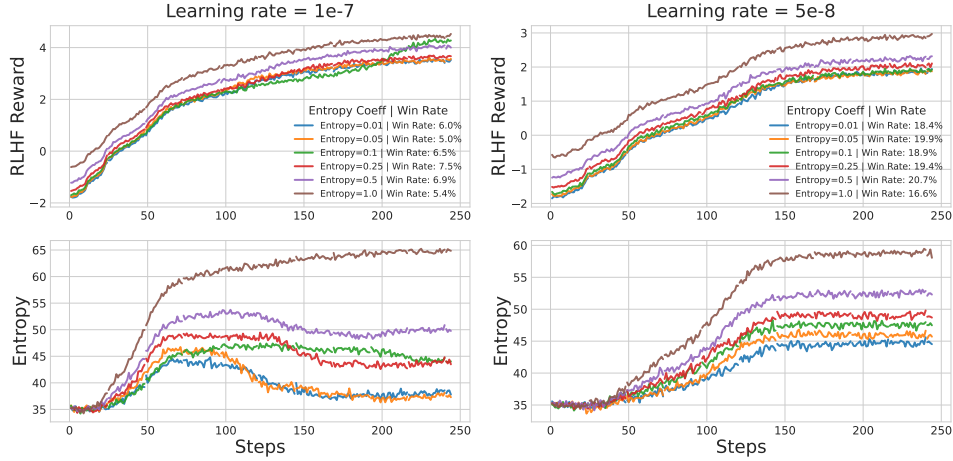 Learning rate = 1e-7
RLHF Reward
4
2
0
−2
Entropy Coeff | Win Rate
Entropy=0.01 | Win Rate: 6.0%
Entropy=0.05 | Win Rate: 5.0%
Entropy=0.1 | Win Rate: 6.5%
Entropy=0.25 | Win Rate: 7.5%
Entropy=0.5 | Win Rate: 6.9%
Entropy=1.0 | Win Rate: 5.4%
0 50 100 150 200 250
Learning rate = 5e-8
RLHF Reward
3
2
1
0
−1
−2
Entropy Coeff | Win Rate
Entropy=0.01 | Win Rate: 18.4%
Entropy=0.05 | Win Rate: 19.9%
Entropy=0.1 | Win Rate: 18.9%
Entropy=0.25 | Win Rate: 19.4%
Entropy=0.5 | Win Rate: 20.7%
Entropy=1.0 | Win Rate: 16.6%
0 50 100 150 200 250
Entropy
65
60
55
50
45
40
35
0 50 100 150 200 250
Steps
Entropy
60
55
50
45
40
35
0 50 100 150 200 250
Steps